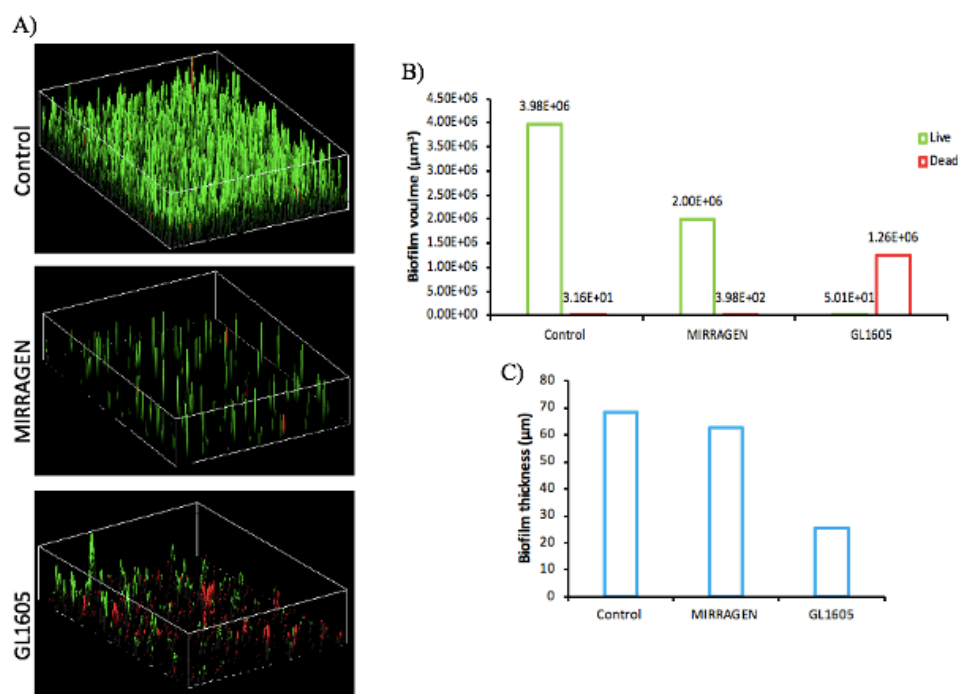 A)
Control
MIRRAGEN
GL1605
B)
Biofilm voulme (µm³)
4.50E+06
4.00E+06
3.50E+06
3.00E+06
2.50E+06
2.00E+06
1.50E+06
1.00E+06
5.00E+05
0.00E+00
3.98E+06
3.16E+01
2.00E+06
3.98E+02
5.01E+01
1.26E+06
Live
Dead
Control
MIRRAGEN
GL1605
C)
Biofilm thickness (µm)
80
70
60
50
40
30
20
10
0
Control
MIRRAGEN
GL1605